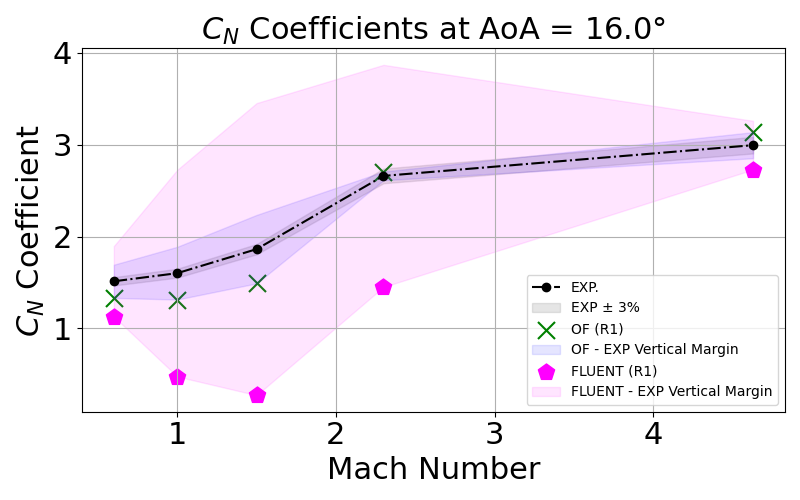 C_N Coefficients at AoA = 16.0°
C_N Coefficient
4
3
2
1
1
2
3
4
Mach Number
EXP.
EXP ± 3%
OF (R1)
OF - EXP Vertical Margin
FLUENT (R1)
FLUENT - EXP Vertical Margin